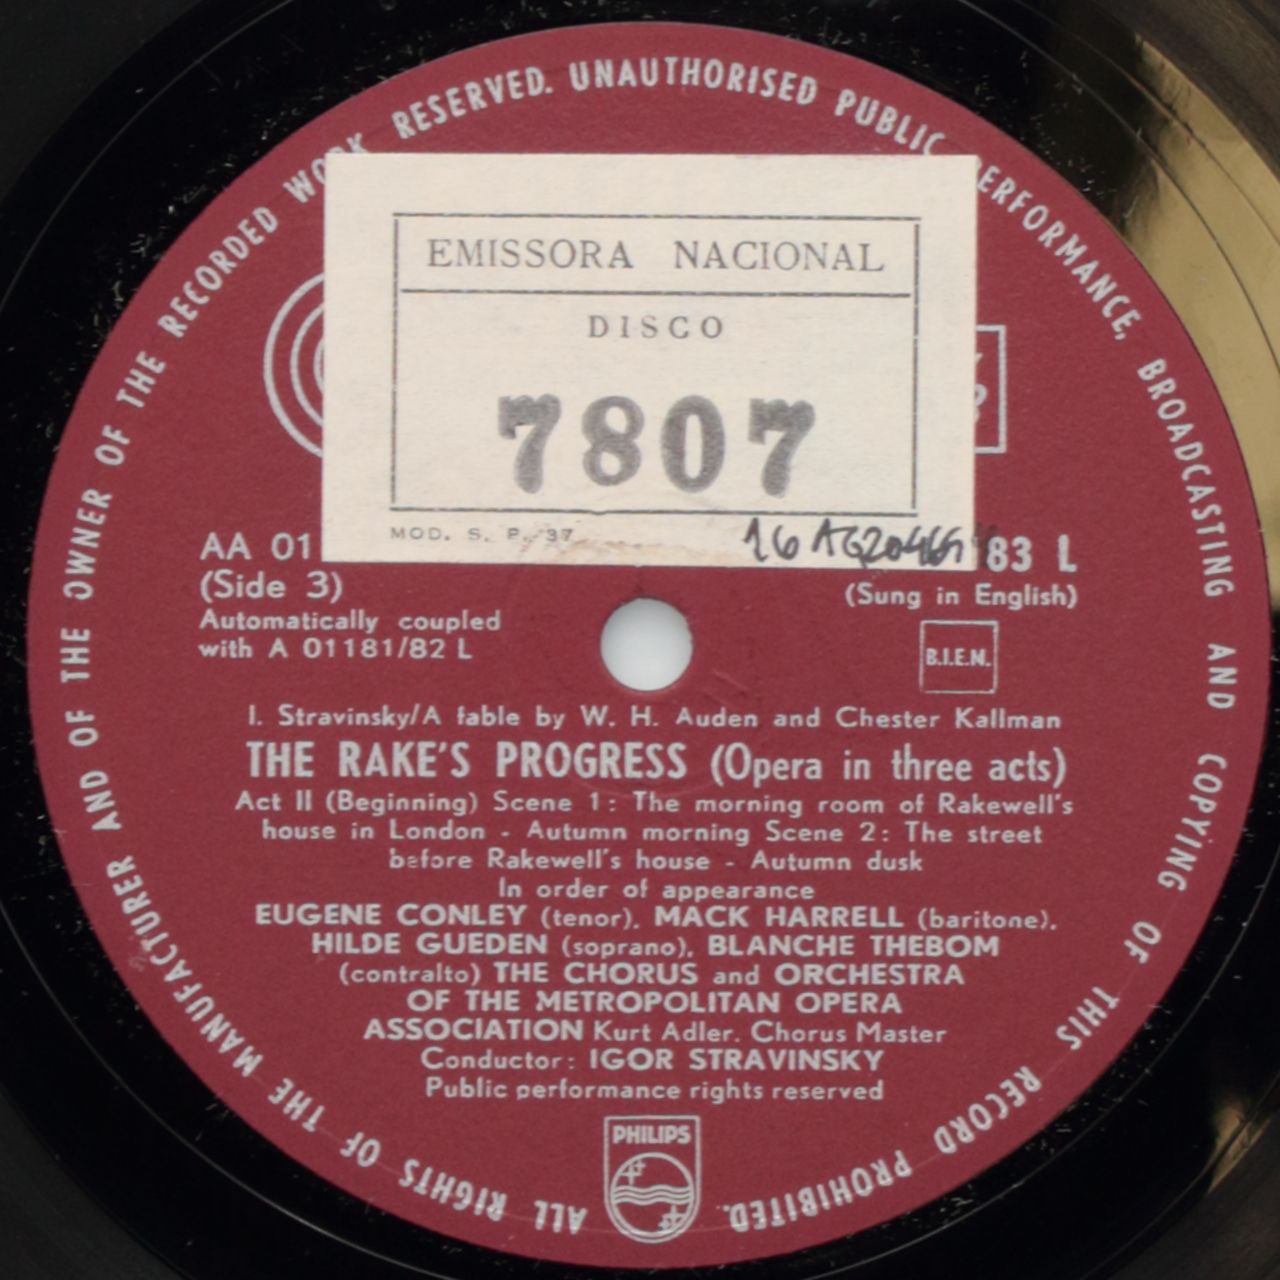 ALL RIGHTS OF THE MANUFACTURER AND OF THE OWNER OF THE RECORDED WORK RESERVED. UNAUTHORISED PUBLIC PERFORMANCE, BROADCASTING AND COPYING OF THIS RECORD PROHIBITED.
EMISSORA NACIONAL
DISCO
7807
MOD. S. P. 37
AA 01
83 L
(Side 3)
(Sung in English)
Automatically coupled
with A 01181/82 L
B.I.E.M.
I. Stravinsky/A fable by W. H. Auden and Chester Kallman
THE RAKE'S PROGRESS (Opera in three acts)
Act II (Beginning) Scene 1: The morning room of Rakewell's
house in London - Autumn morning Scene 2: The street
before Rakewell's house - Autumn dusk
In order of appearance
EUGENE CONLEY (tenor), MACK HARRELL (baritone),
HILDE GUEDEN (soprano), BLANCHE THEBOM
(contralto) THE CHORUS and ORCHESTRA
OF THE METROPOLITAN OPERA
ASSOCIATION Kurt Adler, Chorus Master
Conductor: IGOR STRAVINSKY
Public performance rights reserved
PHILIPS